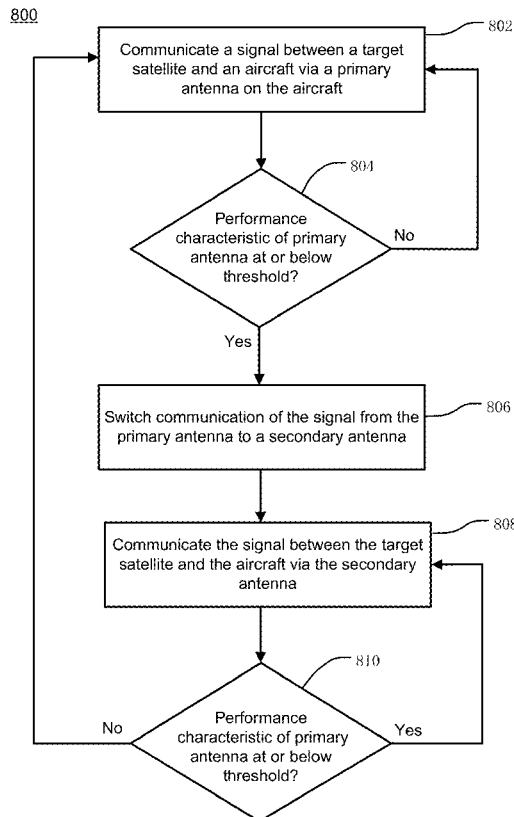 800
802
Communicate a signal between a target
satellite and an aircraft via a primary
antenna on the aircraft
804
Performance
characteristic of primary
antenna at or below
threshold?
No
Yes
806
Switch communication of the signal from the
primary antenna to a secondary antenna
808
Communicate the signal between the target
satellite and the aircraft via the secondary
antenna
810
No
Performance
characteristic of primary
antenna at or below
threshold?
Yes